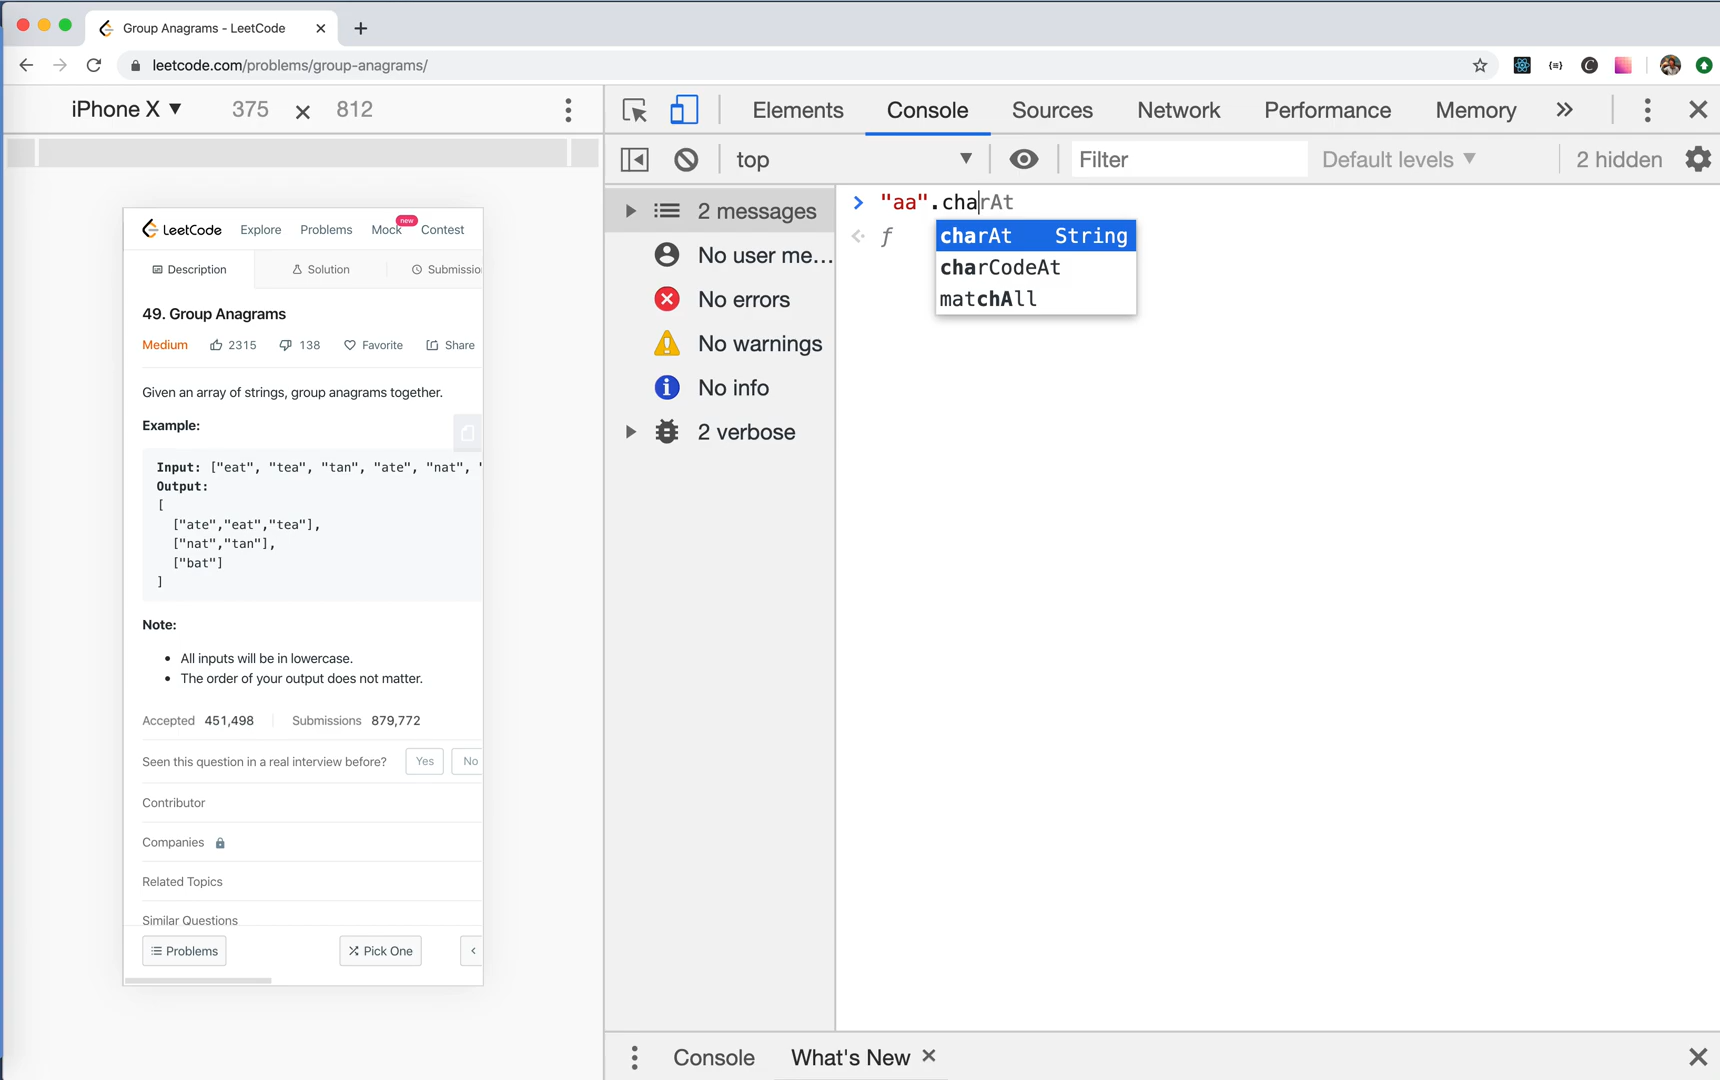 Group Anagrams - LeetCode
leetcode.com/problems/group-anagrams/
iPhone X ▼ 375 × 812
Elements Console Sources Network Performance Memory »
top ▼ Filter Default levels ▼ 2 hidden
LeetCode Explore Problems Mock new Contest
Description Solution Submissio
49. Group Anagrams
Medium 2315 138 Favorite Share
Given an array of strings, group anagrams together.
Example:
Input: ["eat", "tea", "tan", "ate", "nat", "
Output:
[
["ate","eat","tea"],
["nat","tan"],
["bat"]
]
Note:
• All inputs will be in lowercase.
• The order of your output does not matter.
Accepted 451,498 Submissions 879,772
Seen this question in a real interview before? Yes No
Contributor
Companies
Related Topics
Similar Questions
Problems Pick One <
2 messages
No user me...
No errors
No warnings
No info
2 verbose
> "aa".charAt
f
charAt String
charCodeAt
matchAll
Console What's New ×